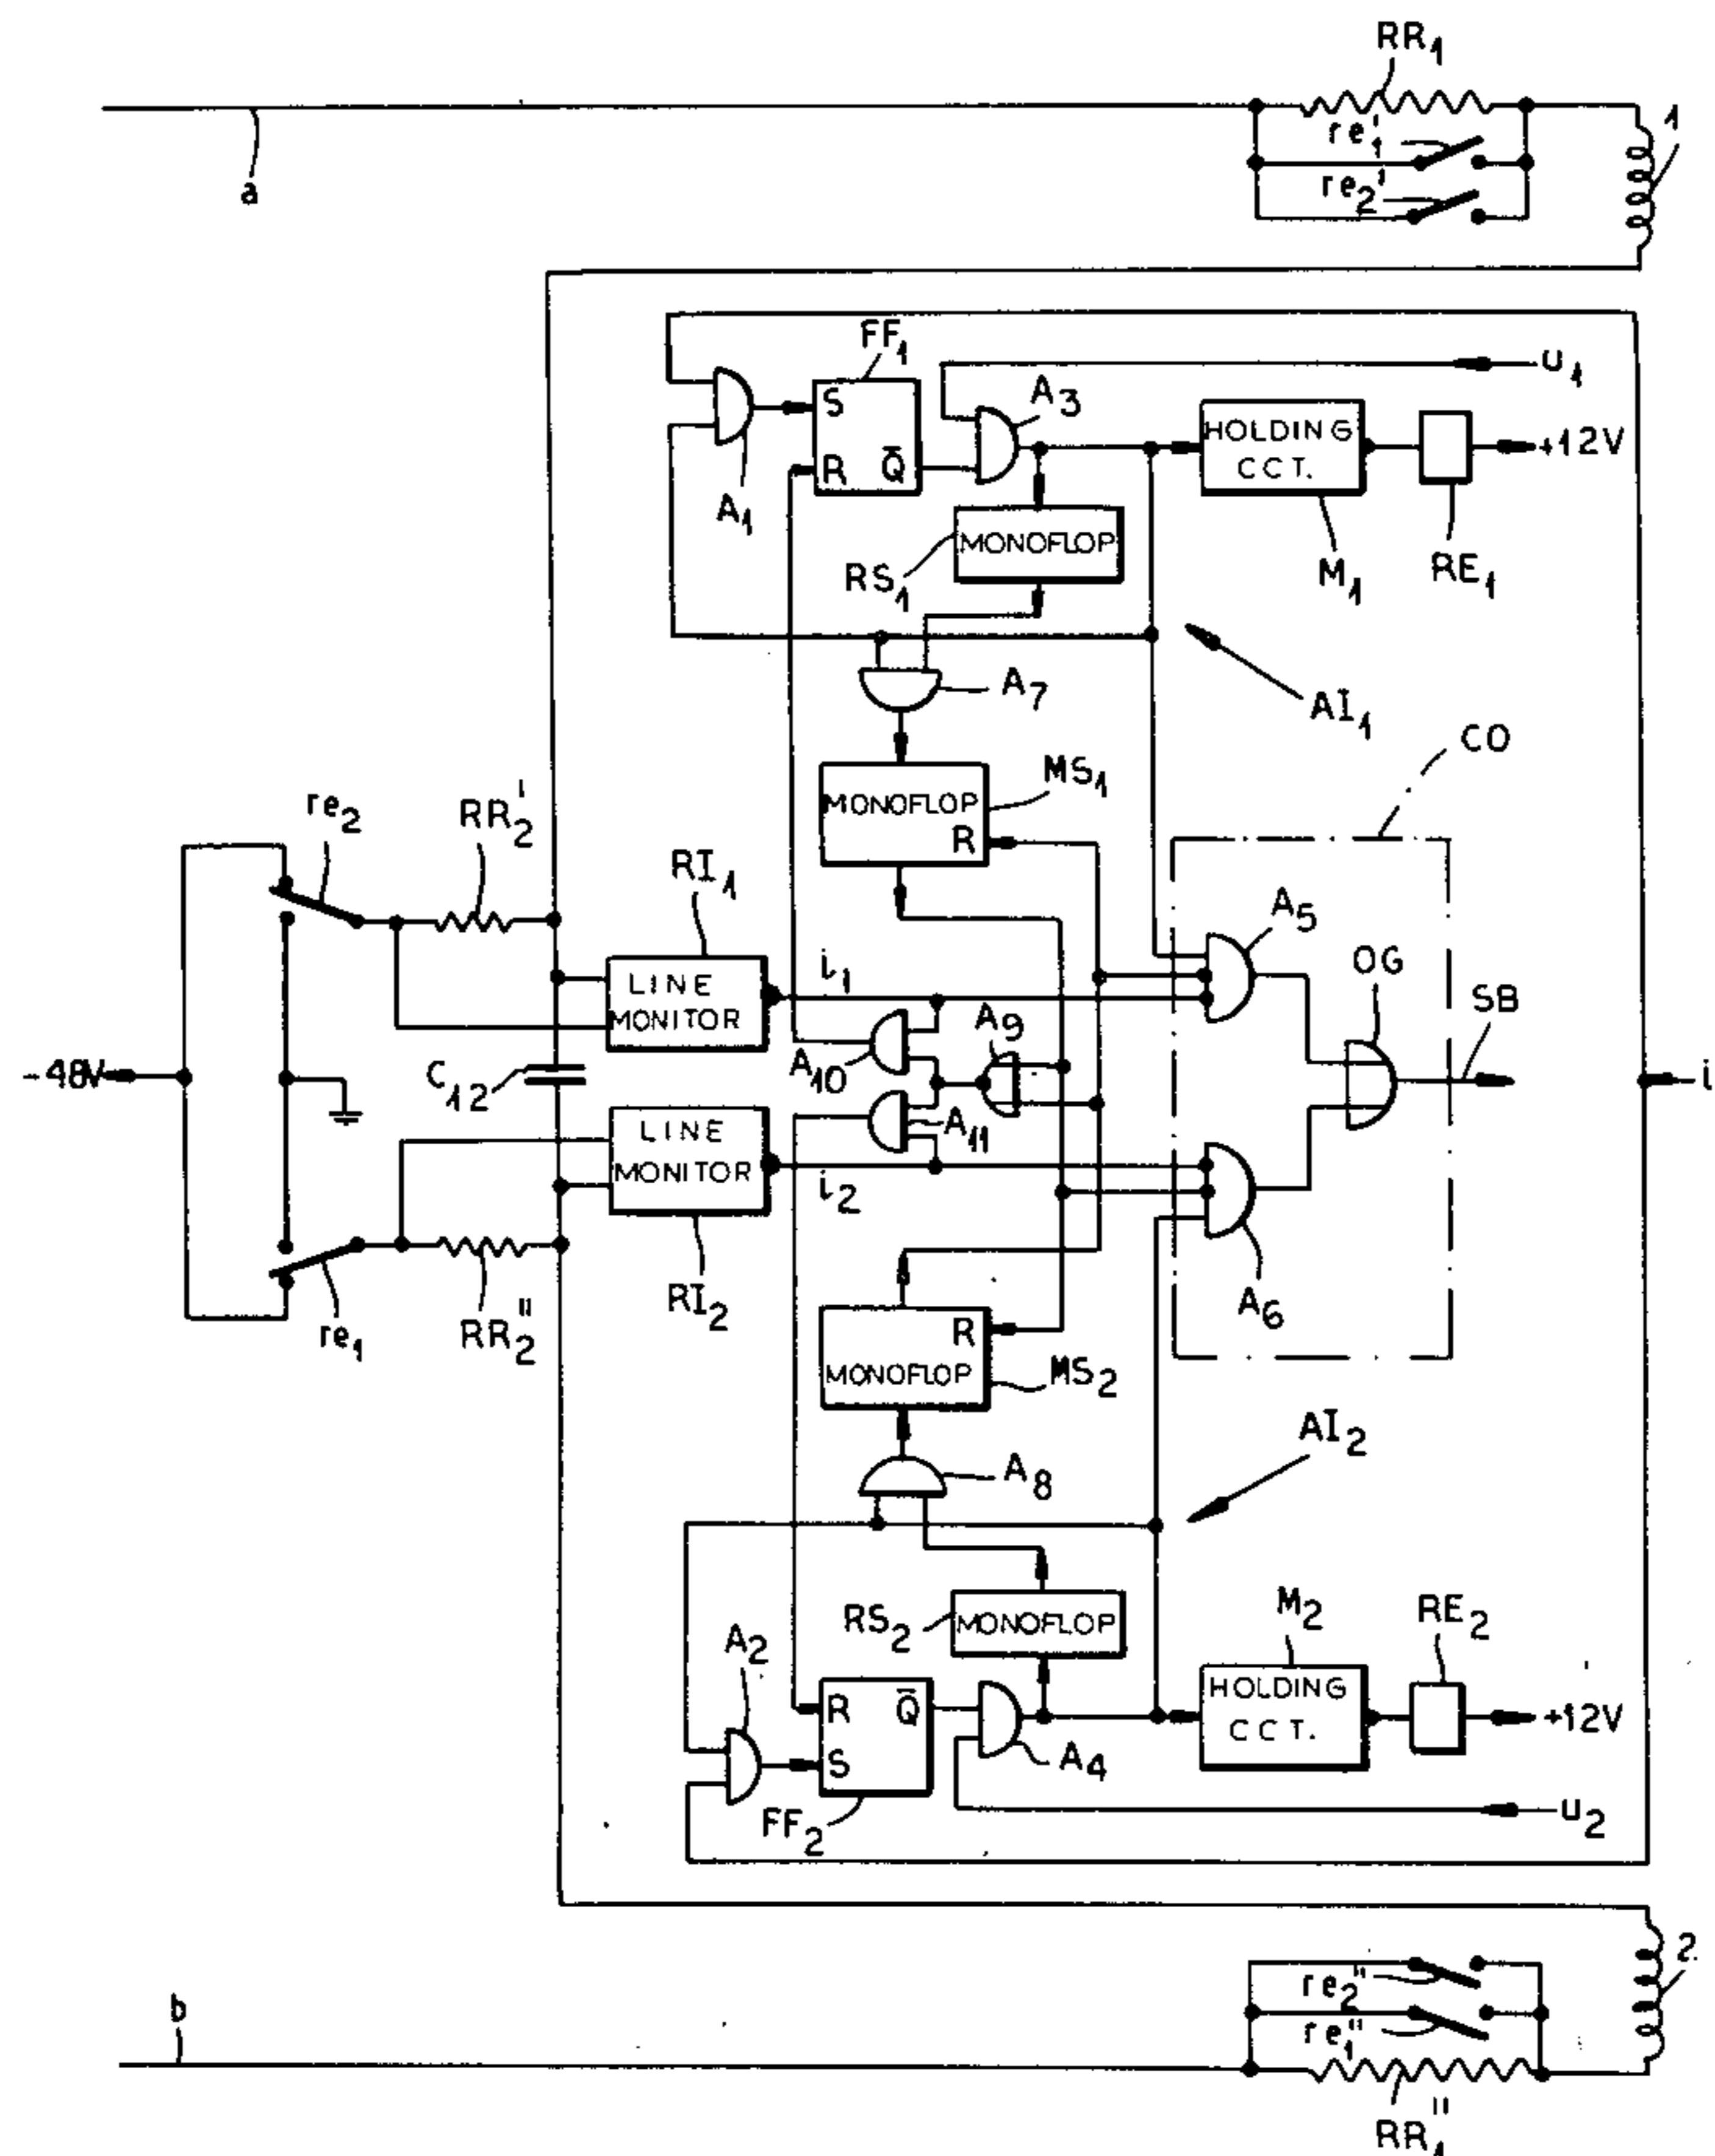 RR₁
re₁'
1
re₂'
a
FF₁
u₁
A₃
S
HOLDING
CCT.
+12V
R
Q̅
A₁
MONOFLOP
RS₁
M₁
RE₁
A₇
AI₁
CO
MS₁
MONOFLOP
R
re₂
RR₂'
RI₁
A₅
OG
i₁
LINE
MONITOR
SB
A₉
A₁₀
-48V
C₁₂
i
A₁₁
LINE
MONITOR
i₂
RI₂
A₆
re₁
RR₂''
R
MONOFLOP
MS₂
AI₂
A₈
RS₂
MONOFLOP
M₂
RE₂
A₂
HOLDING
CCT.
R
Q̅
+12V
S
A₄
FF₂
u₂
2
re₂''
b
re₁''
RR₁''